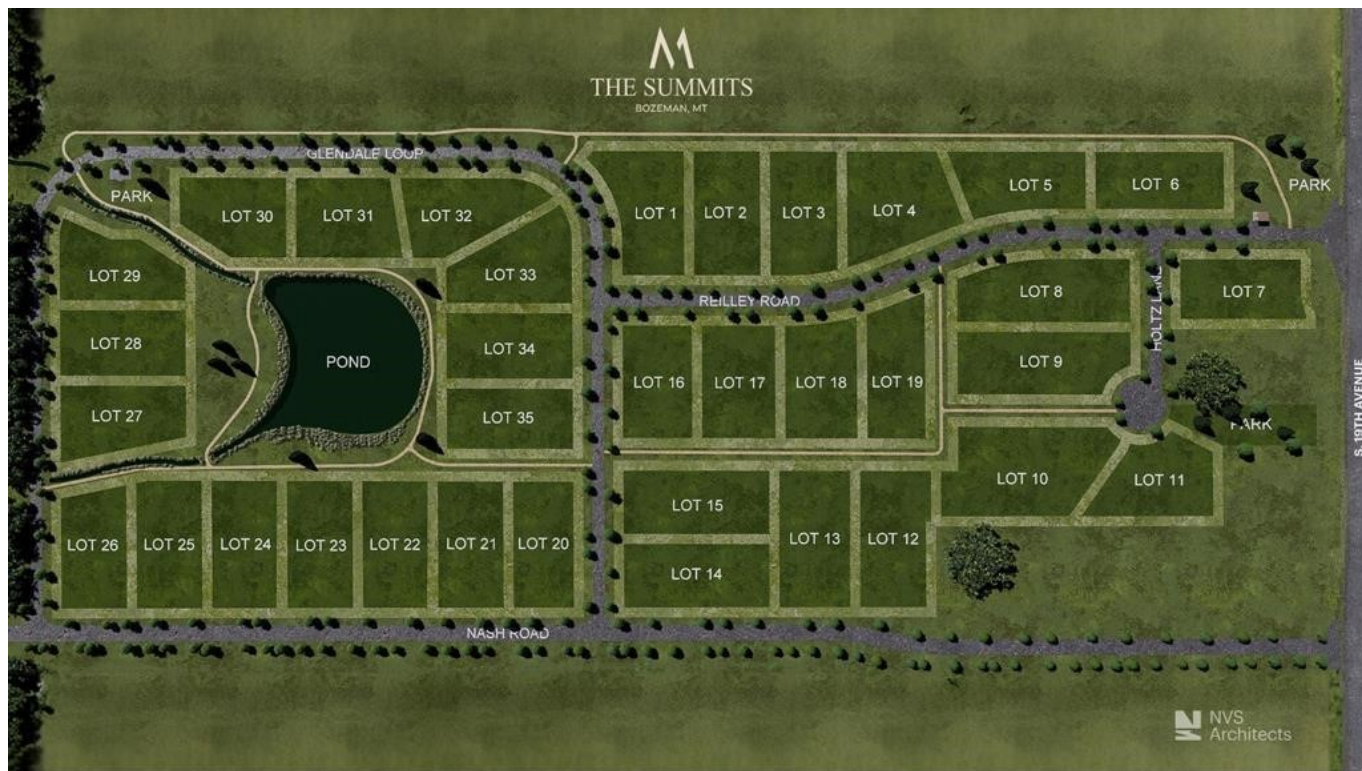 THE SUMMITS
BOZEMAN, MT
GLENDALE LOOP
PARK
LOT 30
LOT 31
LOT 32
LOT 1
LOT 2
LOT 3
LOT 4
LOT 5
LOT 6
PARK
LOT 29
LOT 33
REILLEY ROAD
LOT 8
HOLTZ LANE
LOT 7
LOT 28
POND
LOT 34
LOT 16
LOT 17
LOT 18
LOT 19
LOT 9
LOT 27
LOT 35
PARK
S. 19TH AVENUE
LOT 10
LOT 11
LOT 15
LOT 26
LOT 25
LOT 24
LOT 23
LOT 22
LOT 21
LOT 20
LOT 13
LOT 12
LOT 14
NASH ROAD
NVS
Architects